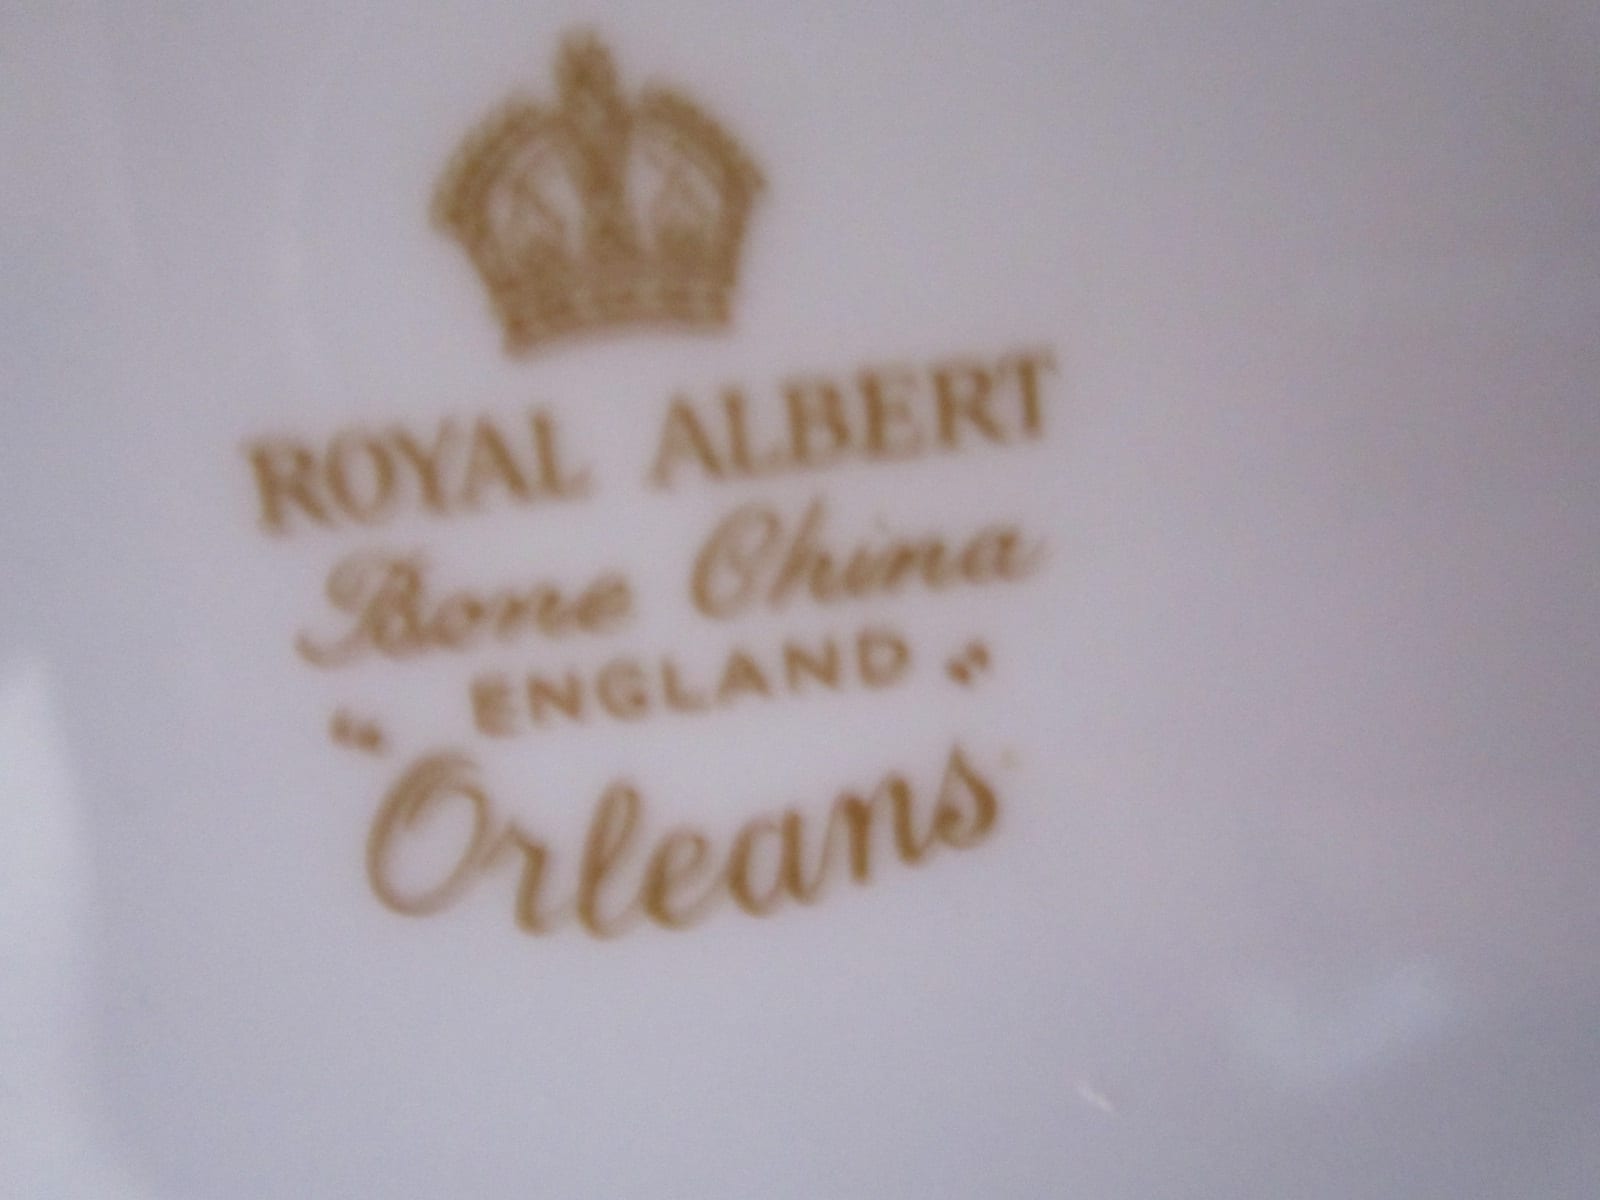 ROYAL ALBERT
Bone China
ENGLAND
"Orleans"